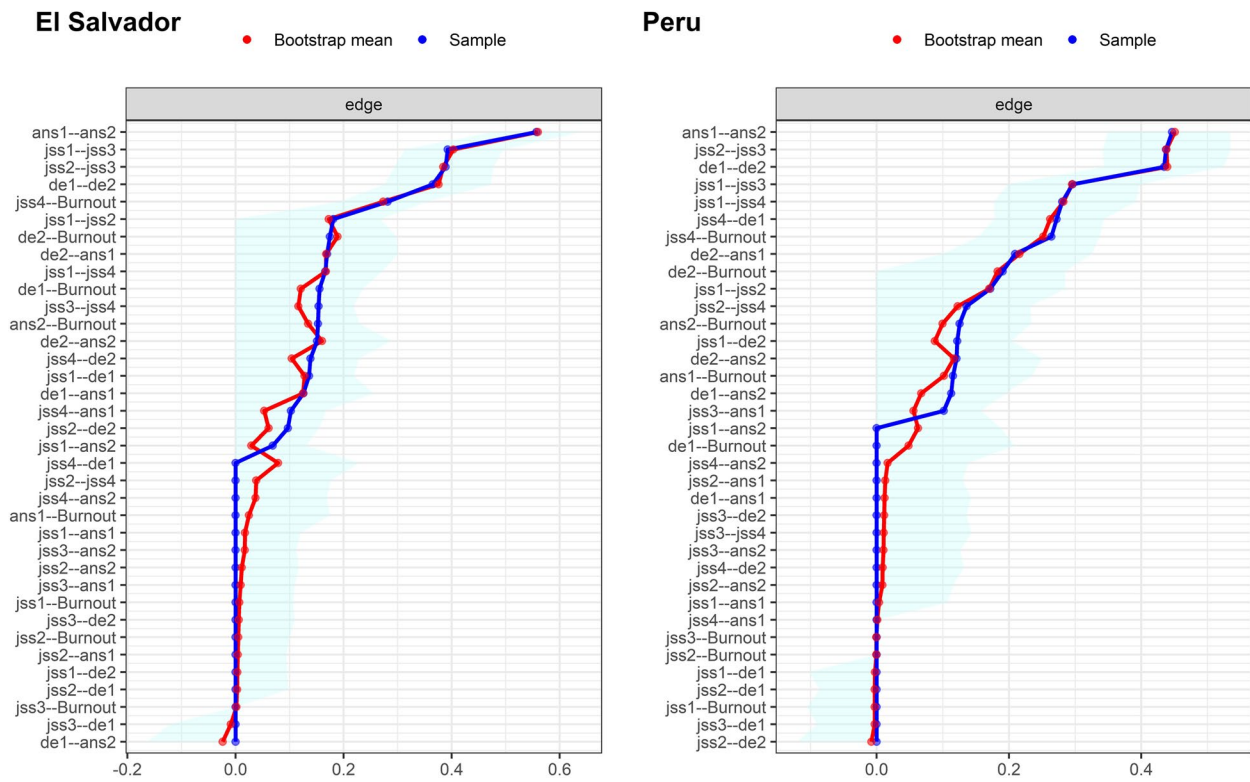 El Salvador
Bootstrap mean
Sample
edge
ans1--ans2
jss1--jss3
jss2--jss3
de1--de2
jss4--Burnout
jss1--jss2
de2--Burnout
de2--ans1
jss1--jss4
de1--Burnout
jss3--jss4
ans2--Burnout
de2--ans2
jss4--de2
jss1--de1
de1--ans1
jss4--ans1
jss2--de2
jss1--ans2
jss4--de1
jss2--jss4
jss4--ans2
ans1--Burnout
jss1--ans1
jss3--ans2
jss2--ans2
jss3--ans1
jss1--Burnout
jss3--de2
jss2--Burnout
jss2--ans1
jss1--de2
jss2--de1
jss3--Burnout
jss3--de1
de1--ans2
-0.2 0.0 0.2 0.4 0.6
Peru
Bootstrap mean
Sample
edge
ans1--ans2
jss2--jss3
de1--de2
jss1--jss3
jss1--jss4
jss4--de1
jss4--Burnout
de2--ans1
de2--Burnout
jss1--jss2
jss2--jss4
ans2--Burnout
jss1--de2
de2--ans2
ans1--Burnout
de1--ans2
jss3--ans1
jss1--ans2
de1--Burnout
jss4--ans2
jss2--ans1
de1--ans1
jss3--de2
jss3--jss4
jss3--ans2
jss4--de2
jss2--ans2
jss1--ans1
jss4--ans1
jss3--Burnout
jss2--Burnout
jss1--de1
jss2--de1
jss1--Burnout
jss3--de1
jss2--de2
0.0 0.2 0.4